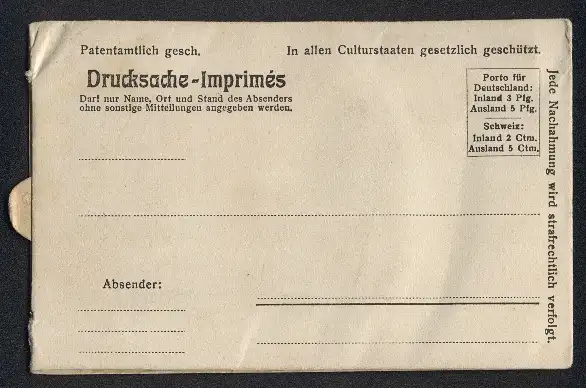 Patentamtlich gesch.
In allen Culturstaaten gesetzlich geschützt.
Drucksache-Imprimés
Darf nur Name, Ort und Stand des Absenders
ohne sonstige Mitteilungen angegeben werden.
Porto für
Deutschland:
Inland 3 Pfg.
Ausland 5 Pfg.
Schweiz:
Inland 2 Ctm.
Ausland 5 Ctm.
Jede Nachahmung wird strafrechtlich verfolgt.
Absender: